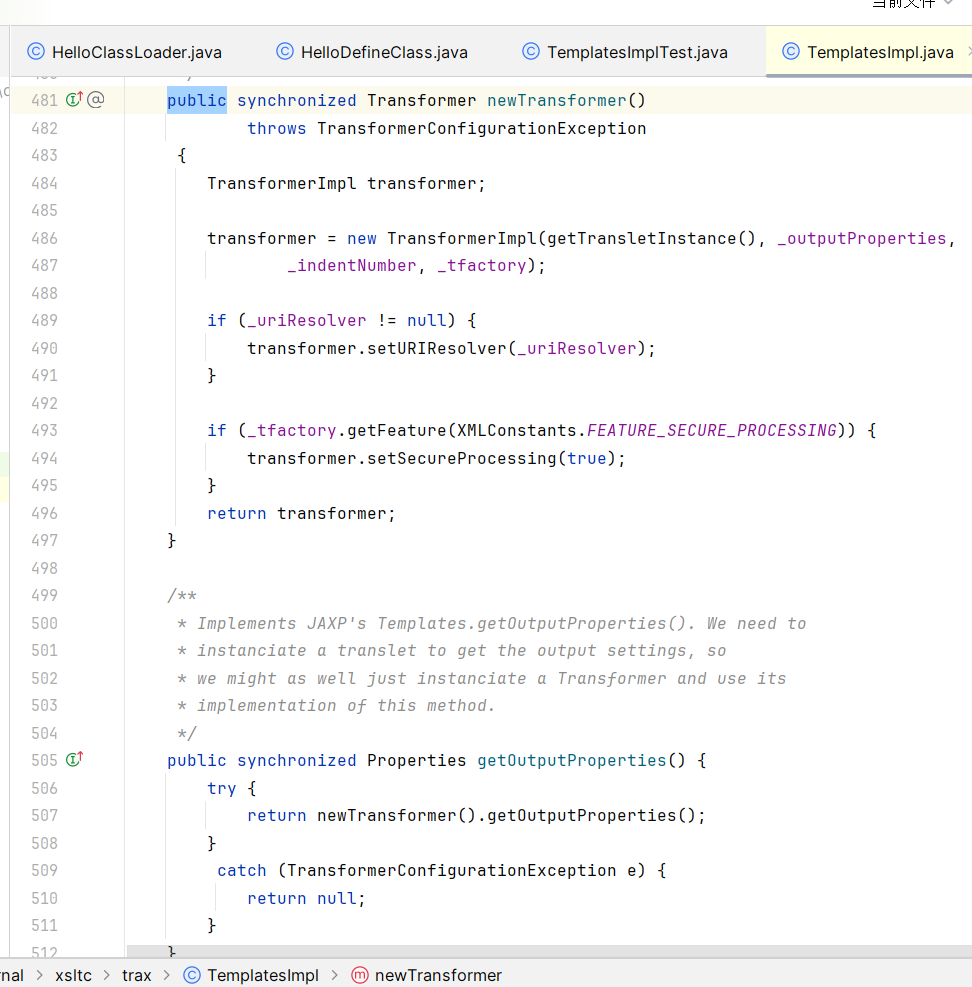 当前文件
HelloClassLoader.java HelloDefineClass.java TemplatesImplTest.java TemplatesImpl.java
481 public synchronized Transformer newTransformer()
482 throws TransformerConfigurationException
483 {
484 TransformerImpl transformer;
485
486 transformer = new TransformerImpl(getTransletInstance(), _outputProperties,
487 _indentNumber, _tfactory);
488
489 if (_uriResolver != null) {
490 transformer.setURIResolver(_uriResolver);
491 }
492
493 if (_tfactory.getFeature(XMLConstants.FEATURE_SECURE_PROCESSING)) {
494 transformer.setSecureProcessing(true);
495 }
496 return transformer;
497 }
498
499 /**
500 * Implements JAXP's Templates.getOutputProperties(). We need to
501 * instanciate a translet to get the output settings, so
502 * we might as well just instanciate a Transformer and use its
503 * implementation of this method.
504 */
505 public synchronized Properties getOutputProperties() {
506 try {
507 return newTransformer().getOutputProperties();
508 }
509 catch (TransformerConfigurationException e) {
510 return null;
511 }
512 }
rnal > xsltc > trax > TemplatesImpl > newTransformer